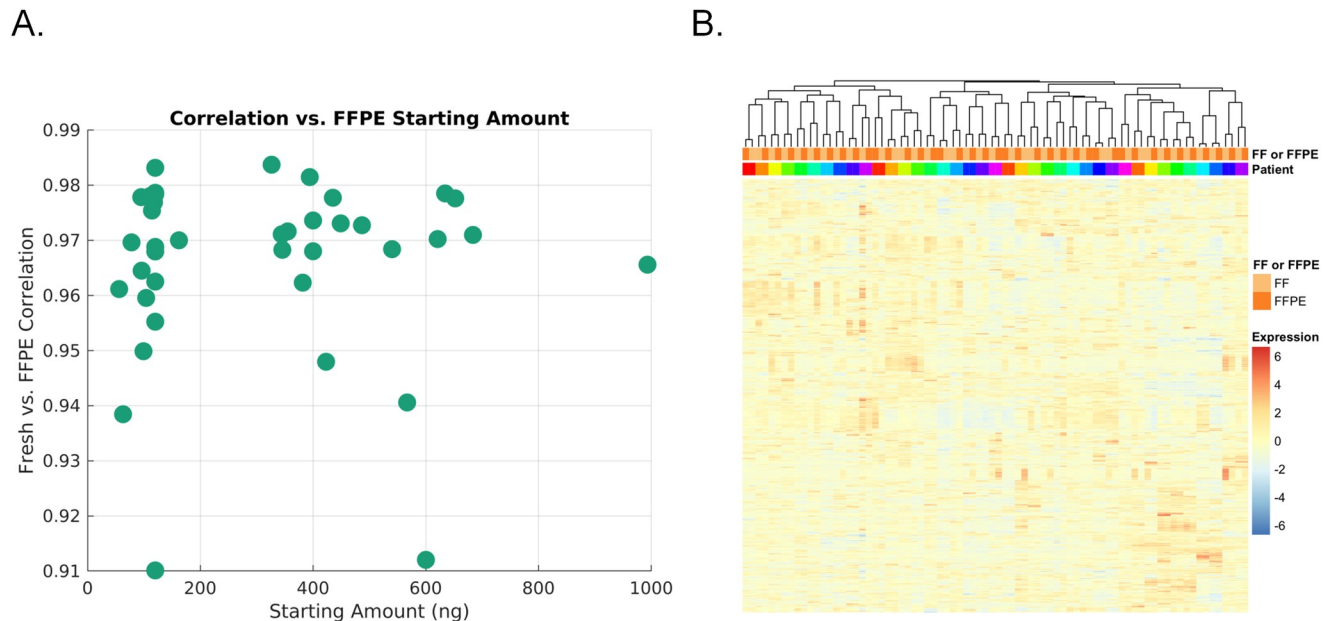 A.
B.
Correlation vs. FFPE Starting Amount
Fresh vs. FFPE Correlation
0.99
0.98
0.97
0.96
0.95
0.94
0.93
0.92
0.91
0
200
400
600
800
1000
Starting Amount (ng)
FF or FFPE
Patient
FF or FFPE
FF
FFPE
Expression
6
4
2
0
-2
-4
-6